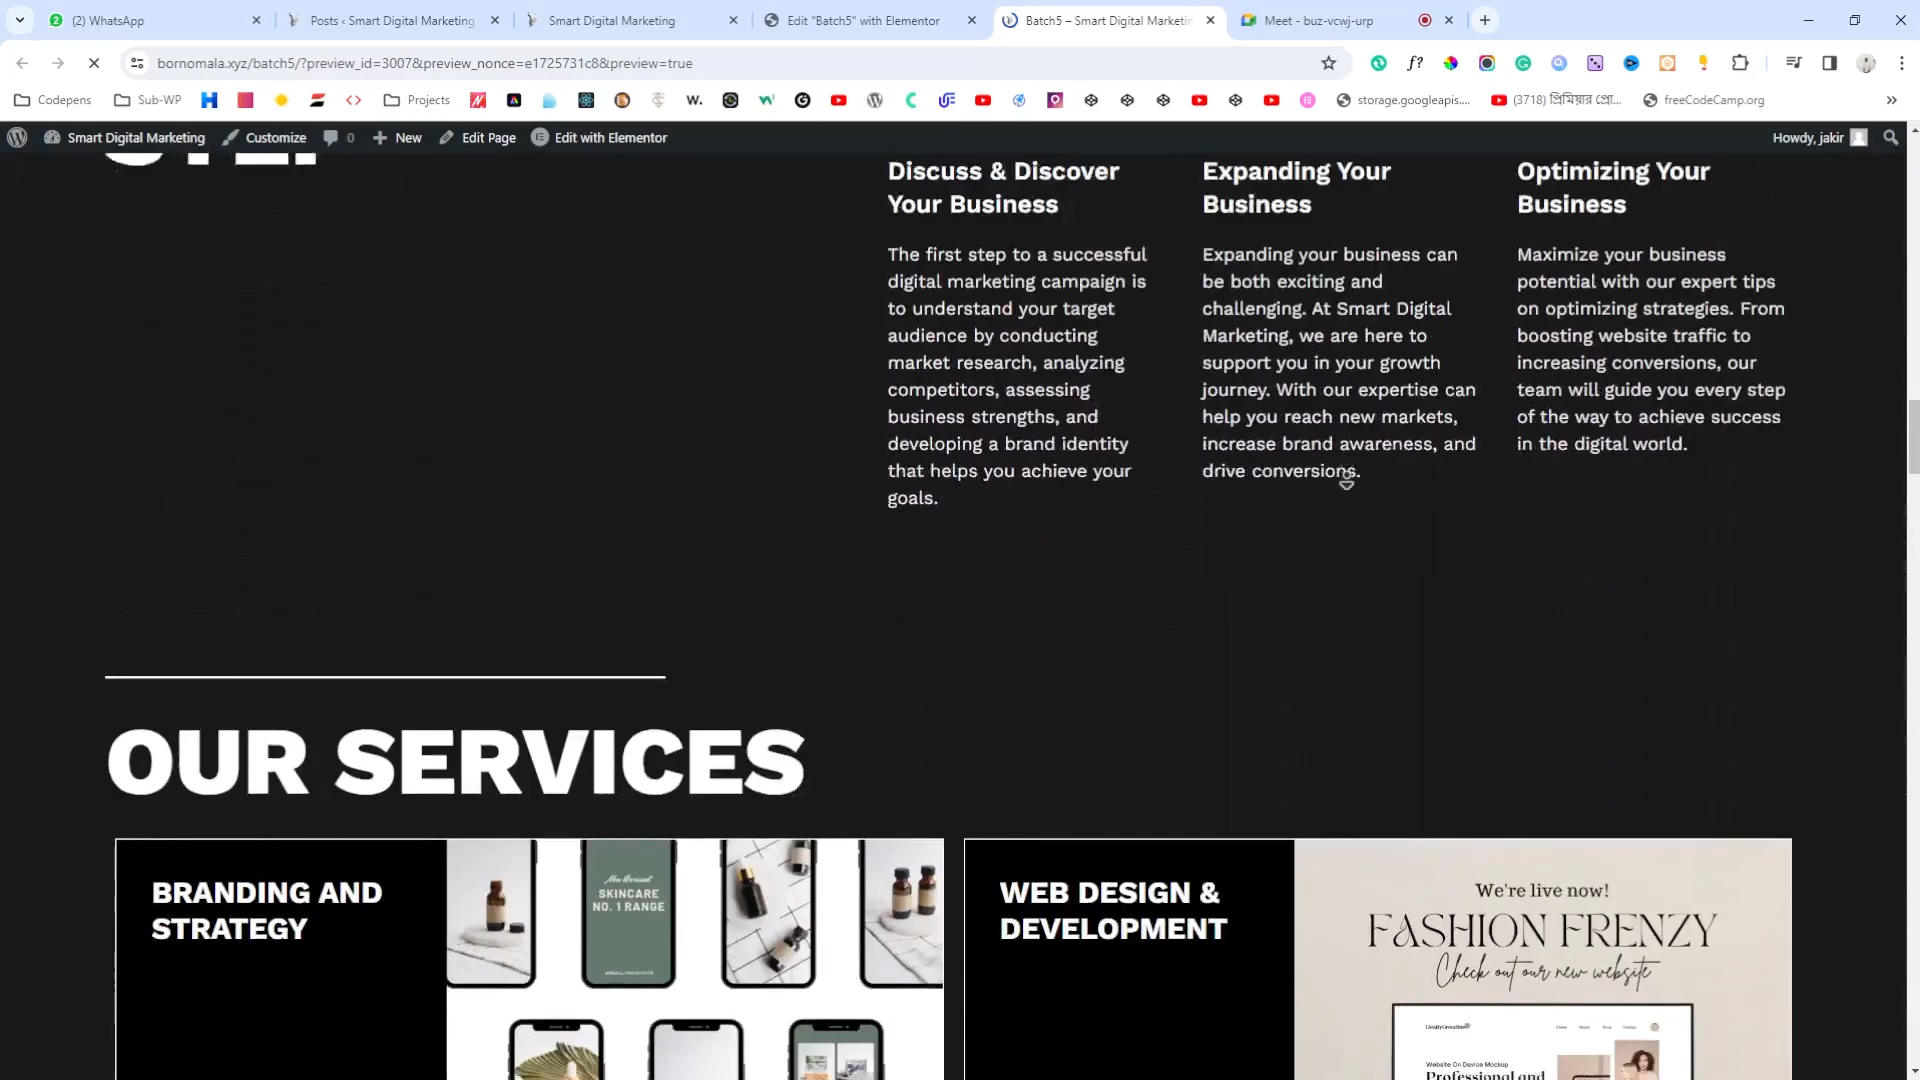 (2) WhatsApp
Posts ‹ Smart Digital Marketing
Smart Digital Marketing
Edit "Batch5" with Elementor
Batch5 – Smart Digital Marketin
Meet - buz-vcwj-urp
bornomala.xyz/batch5/?preview_id=3007&preview_nonce=e1725731c8&preview=true
Codepens
Sub-WP
Projects
storage.googleapis....
(3718) প্রিমিয়ার প্রো...
freeCodeCamp.org
Smart Digital Marketing
Customize
0
New
Edit Page
Edit with Elementor
Howdy, jakir
Discuss & Discover
Your Business
The first step to a successful
digital marketing campaign is
to understand your target
audience by conducting
market research, analyzing
competitors, assessing
business strengths, and
developing a brand identity
that helps you achieve your
goals.
Expanding Your
Business
Expanding your business can
be both exciting and
challenging. At Smart Digital
Marketing, we are here to
support you in your growth
journey. With our expertise can
help you reach new markets,
increase brand awareness, and
drive conversions.
Optimizing Your
Business
Maximize your business
potential with our expert tips
on optimizing strategies. From
boosting website traffic to
increasing conversions, our
team will guide you every step
of the way to achieve success
in the digital world.
OUR SERVICES
BRANDING AND
STRATEGY
New Arrival
SKINCARE
NO. 1 RANGE
WEB DESIGN &
DEVELOPMENT
We're live now!
FASHION FRENZY
Check out our new website
Website On Device Mockup
Professional and